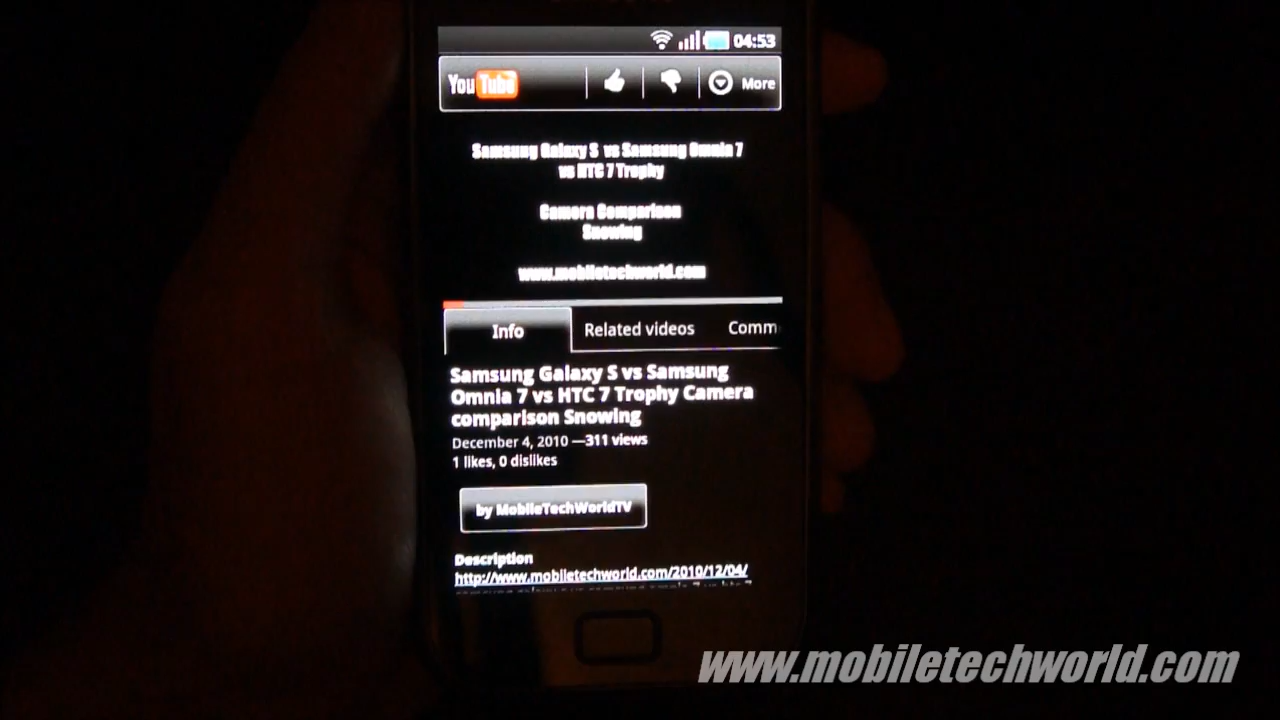 04:53
YouTube
More
Samsung Galaxy S vs Samsung Omnia 7
vs HTC 7 Trophy
Camera Comparison
Snowing
www.mobiletechworld.com
Info
Related videos
Comm
Samsung Galaxy S vs Samsung
Omnia 7 vs HTC 7 Trophy Camera
comparison Snowing
December 4, 2010 —311 views
1 likes, 0 dislikes
by MobileTechWorldTV
Description
http://www.mobiletechworld.com/2010/12/04/
www.mobiletechworld.com